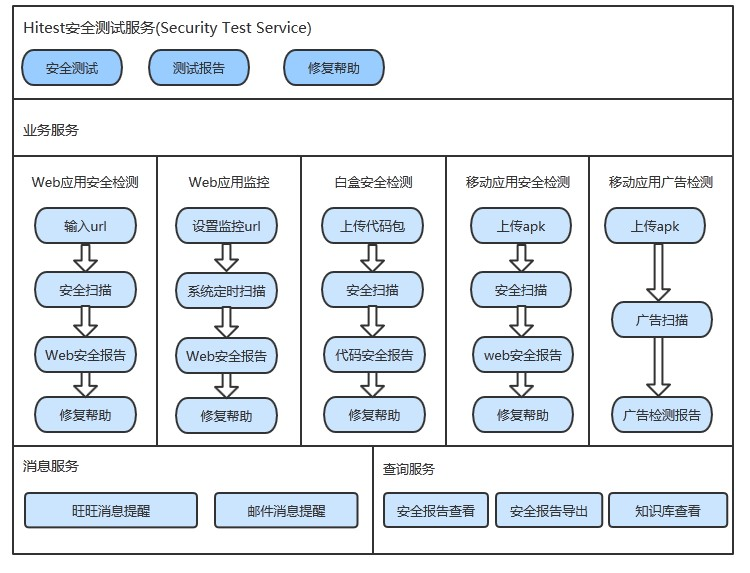 Hitest安全测试服务(Security Test Service)
安全测试
测试报告
修复帮助
业务服务
Web应用安全检测
输入url
安全扫描
Web安全报告
修复帮助
Web应用监控
设置监控url
系统定时扫描
Web安全报告
修复帮助
白盒安全检测
上传代码包
安全扫描
代码安全报告
修复帮助
移动应用安全检测
上传apk
安全扫描
web安全报告
修复帮助
移动应用广告检测
上传apk
广告扫描
广告检测报告
消息服务
旺旺消息提醒
邮件消息提醒
查询服务
安全报告查看
安全报告导出
知识库查看